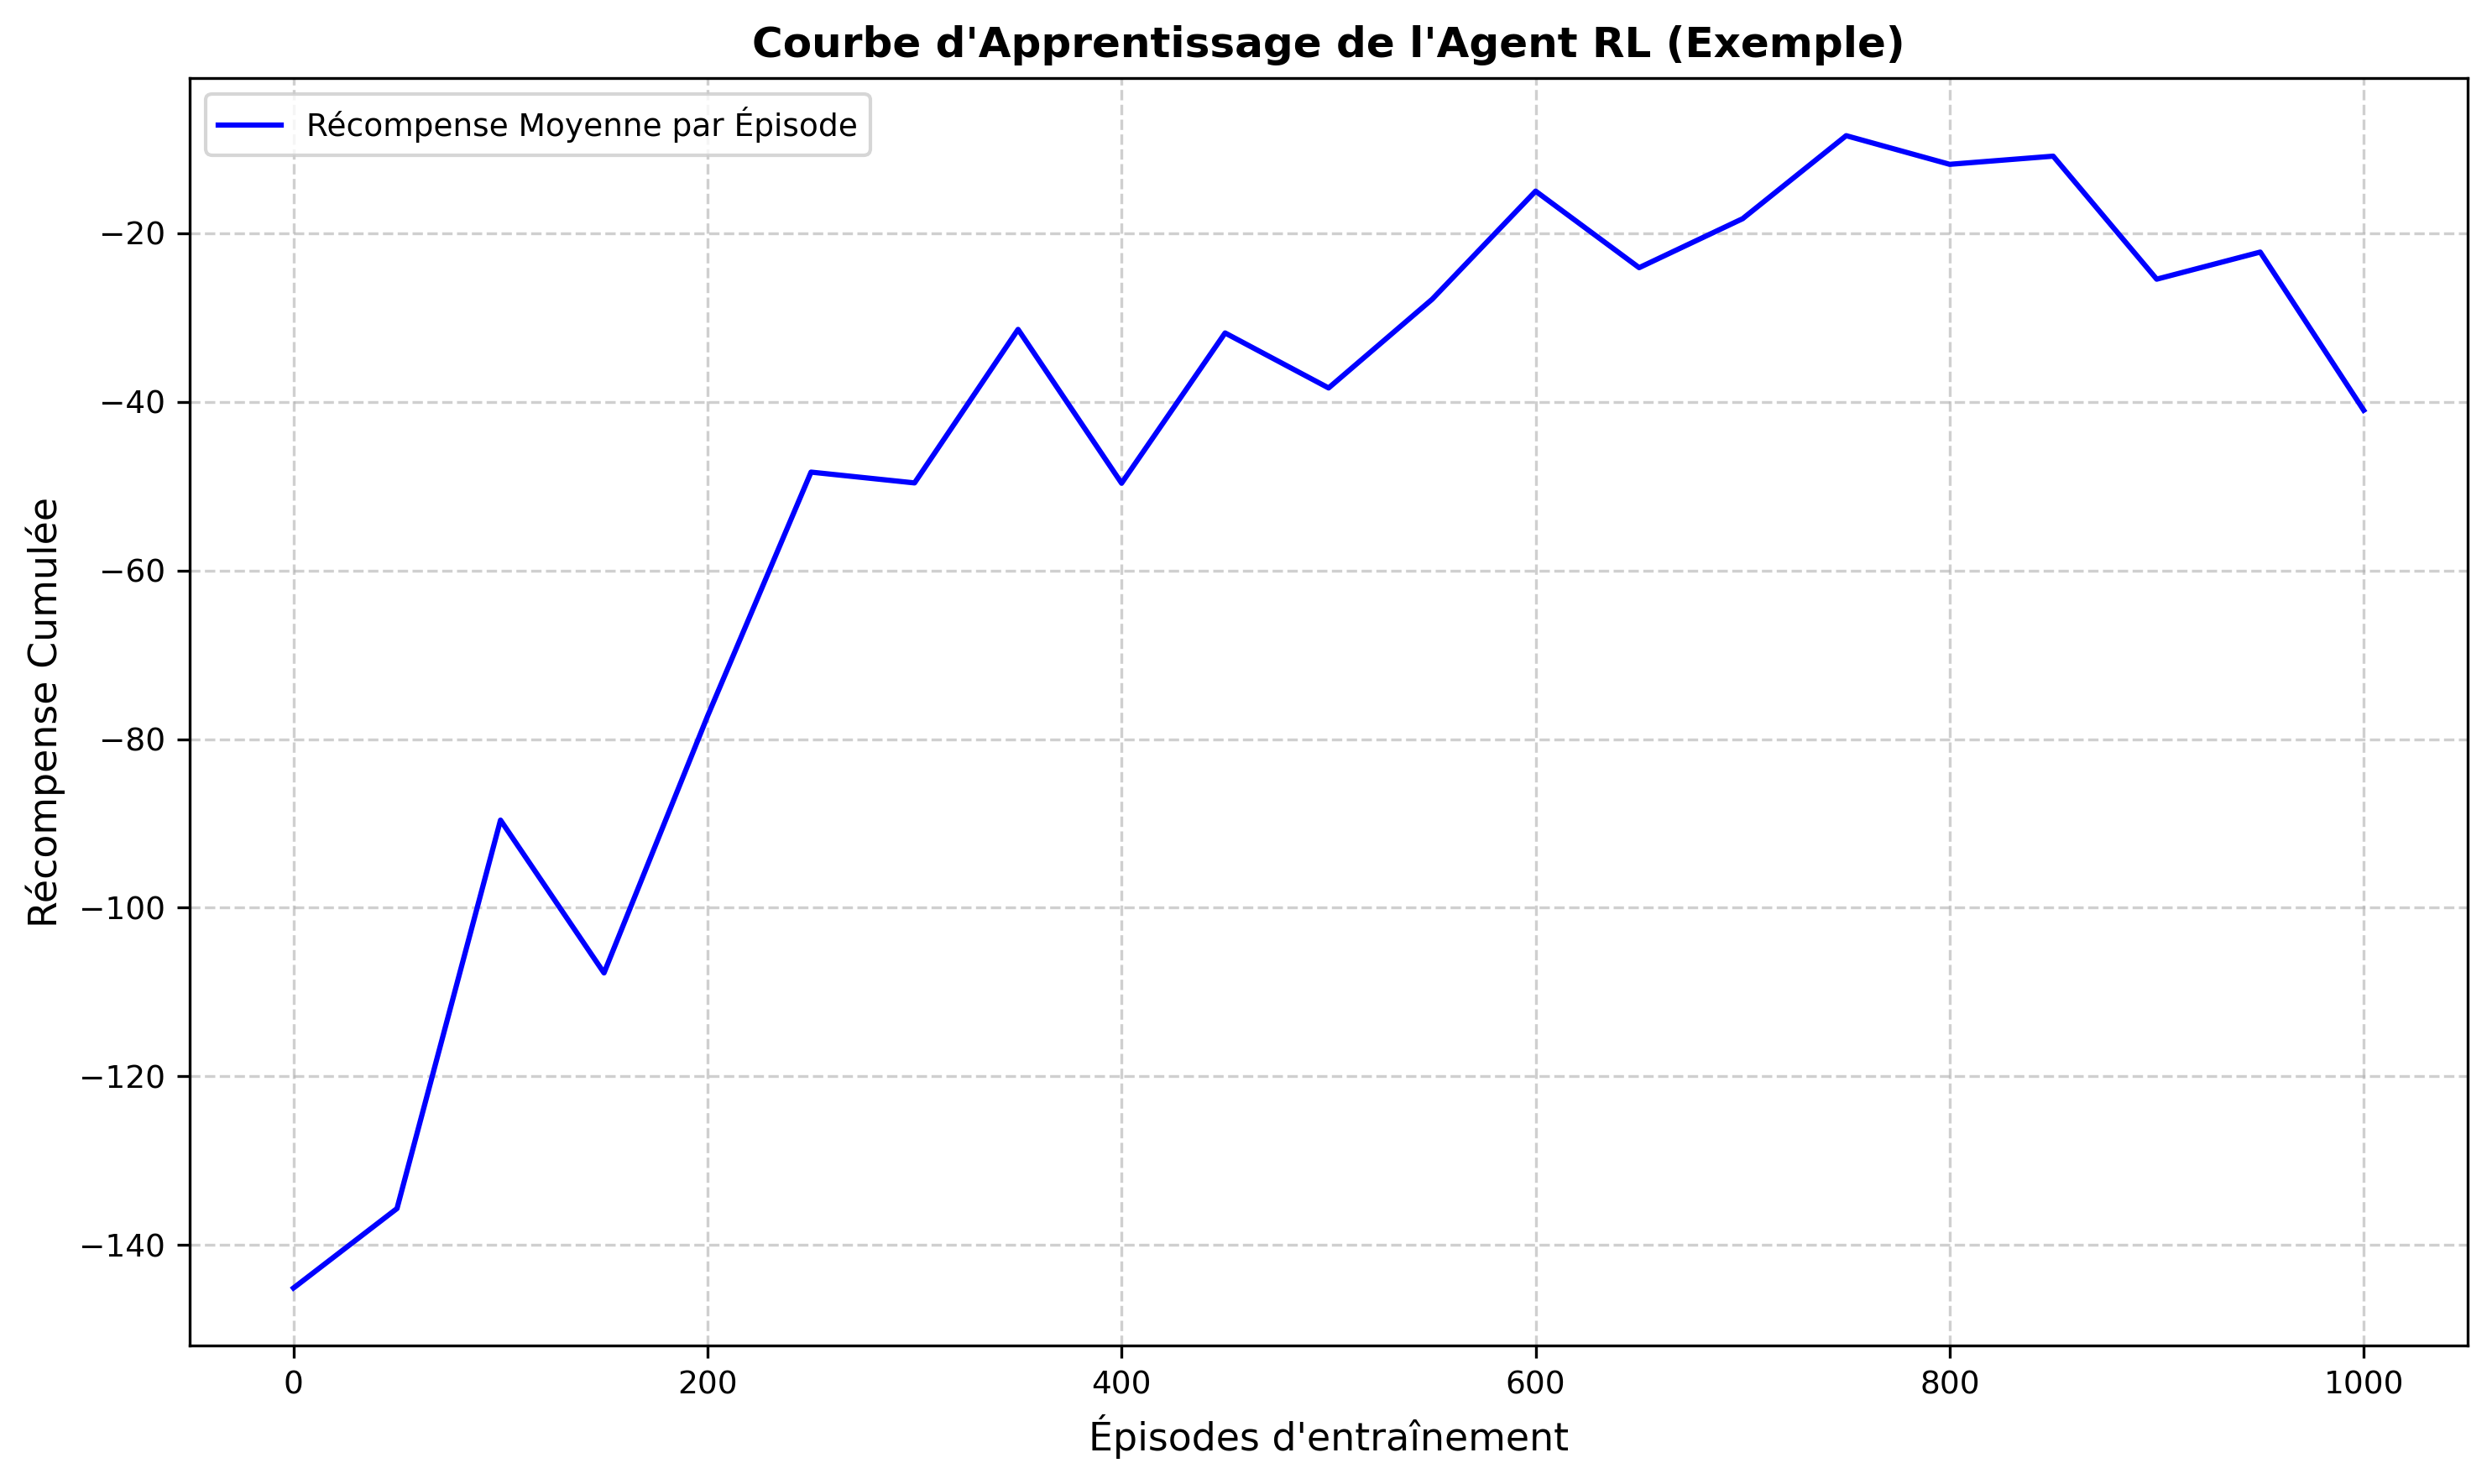 Courbe d'Apprentissage de l'Agent RL (Exemple)
Récompense Moyenne par Épisode
Récompense Cumulée
−20
−40
−60
−80
−100
−120
−140
0 200 400 600 800 1000
Épisodes d'entraînement